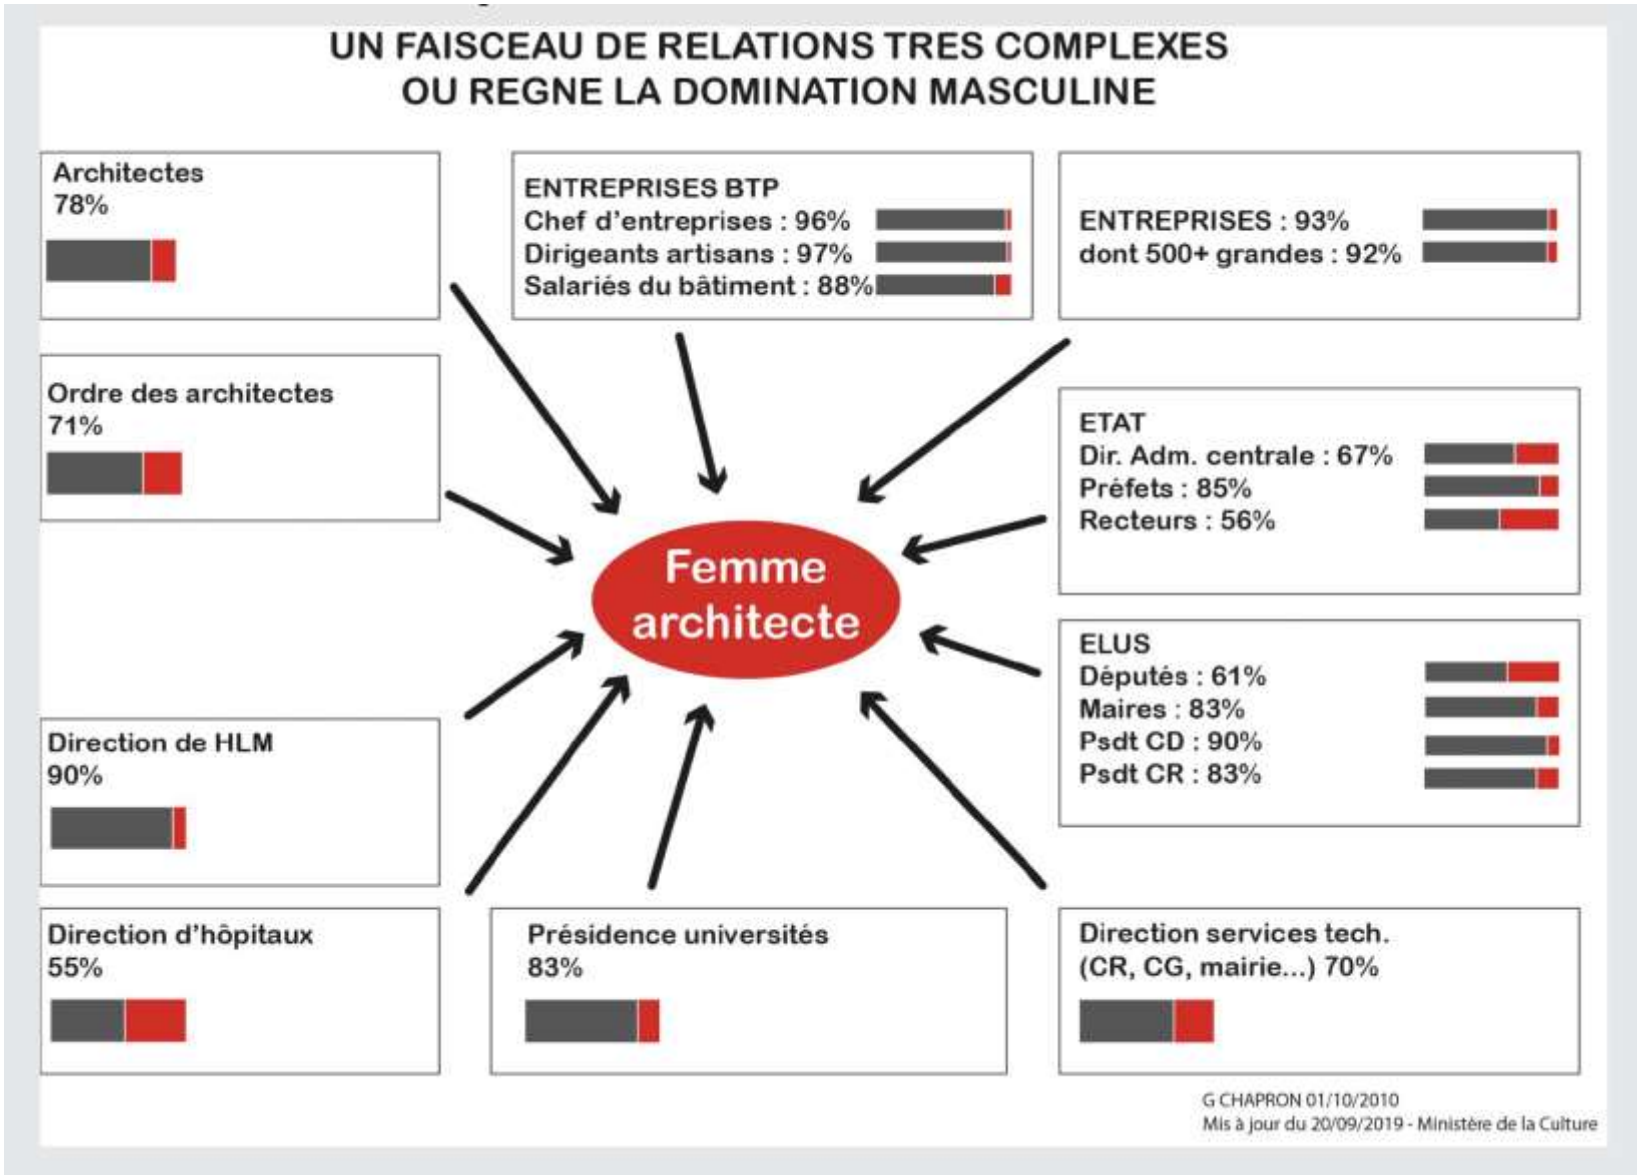 UN FAISCEAU DE RELATIONS TRES COMPLEXES
OU REGNE LA DOMINATION MASCULINE
Architectes
78%
ENTREPRISES BTP
Chef d'entreprises : 96%
Dirigeants artisans : 97%
Salariés du bâtiment : 88%
ENTREPRISES : 93%
dont 500+ grandes : 92%
Ordre des architectes
71%
ETAT
Dir. Adm. centrale : 67%
Préfets : 85%
Recteurs : 56%
Femme
architecte
ELUS
Députés : 61%
Maires : 83%
Psdt CD : 90%
Psdt CR : 83%
Direction de HLM
90%
Direction d'hôpitaux
55%
Présidence universités
83%
Direction services tech.
(CR, CG, mairie...) 70%
G CHAPRON 01/10/2010
Mis à jour du 20/09/2019 - Ministère de la Culture